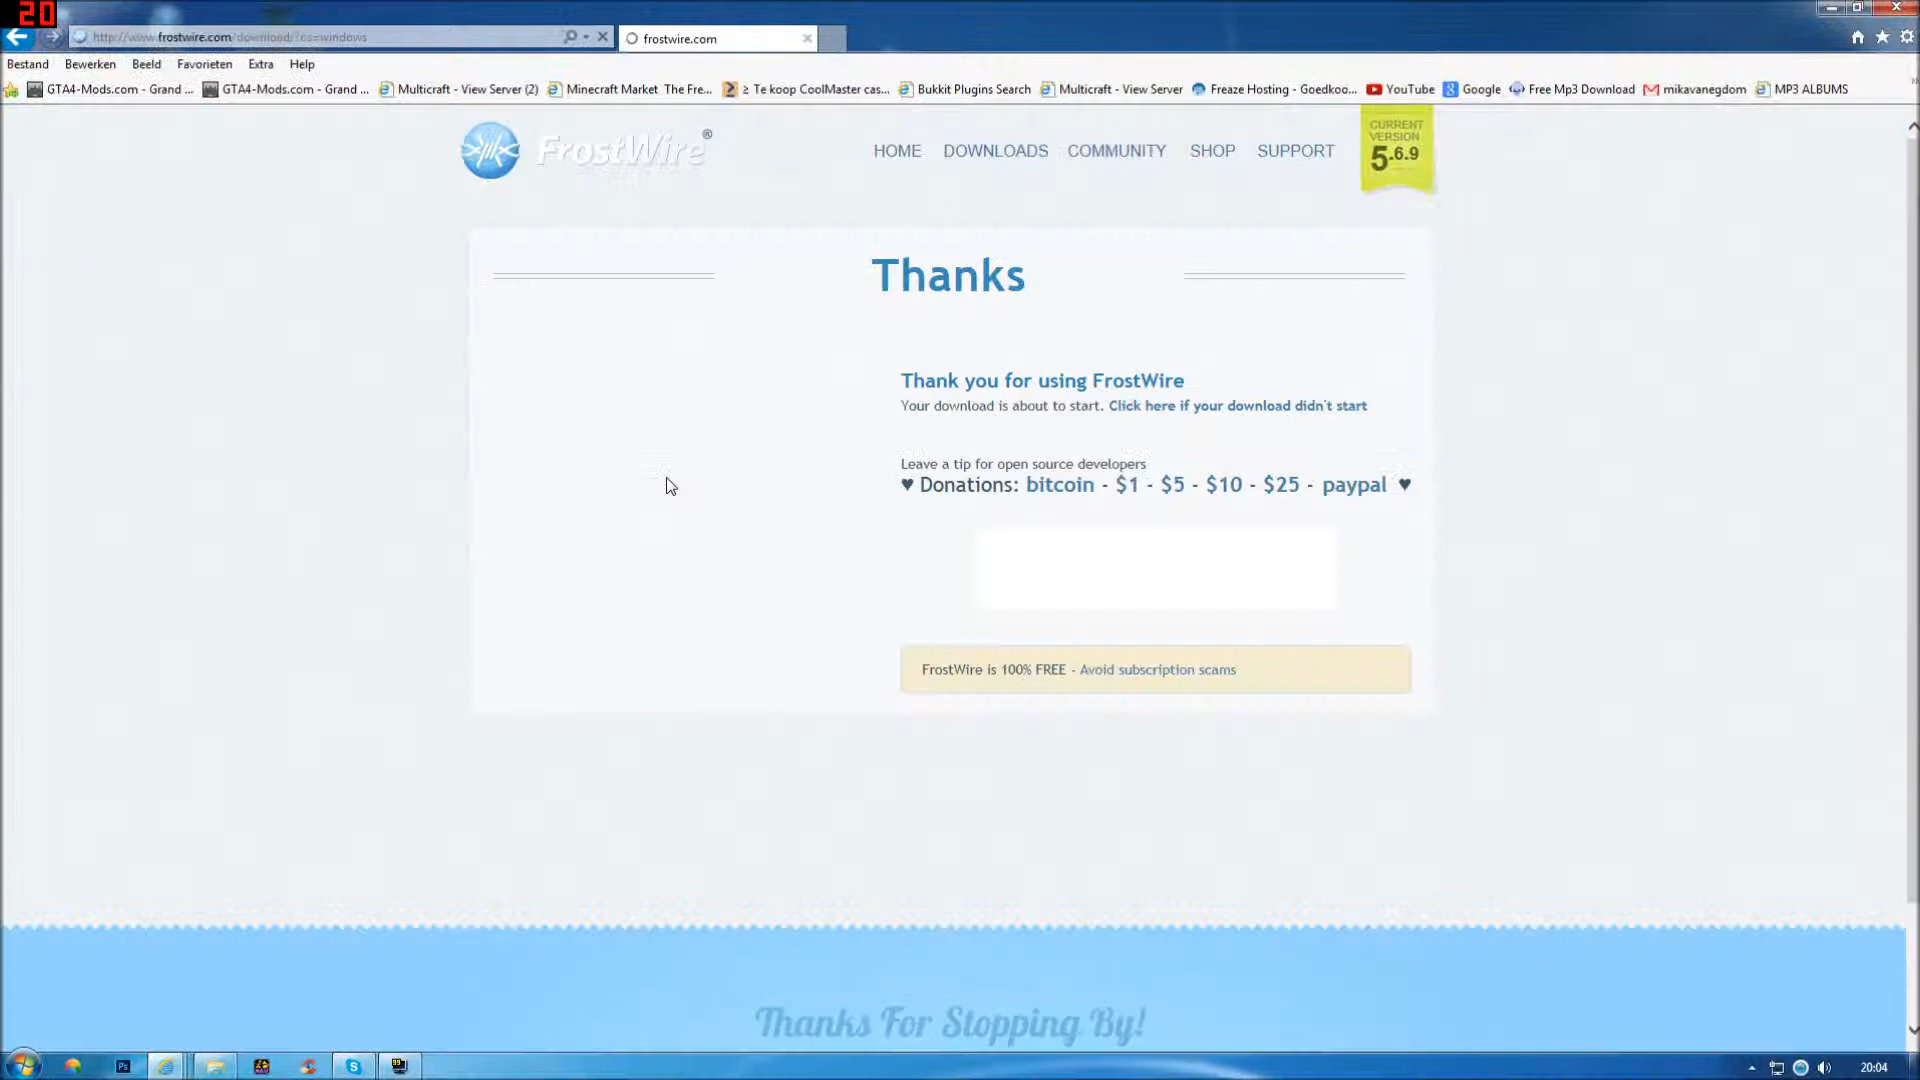 20
http://www.frostwire.com/download/?os=windows
frostwire.com
Bestand Bewerken Beeld Favorieten Extra Help
GTA4-Mods.com - Grand ... GTA4-Mods.com - Grand ... Multicraft - View Server (2) Minecraft Market The Fre... ≥ Te koop CoolMaster cas... Bukkit Plugins Search Multicraft - View Server Freaze Hosting - Goedkoo... YouTube Google Free Mp3 Download mikavanegdom MP3 ALBUMS
FrostWire®
HOME DOWNLOADS COMMUNITY SHOP SUPPORT
CURRENT
VERSION
5.6.9
Thanks
Thank you for using FrostWire
Your download is about to start. Click here if your download didn't start
Leave a tip for open source developers
♥ Donations: bitcoin - $1 - $5 - $10 - $25 - paypal ♥
FrostWire is 100% FREE - Avoid subscription scams
Thanks For Stopping By!
Ps
99
20:04